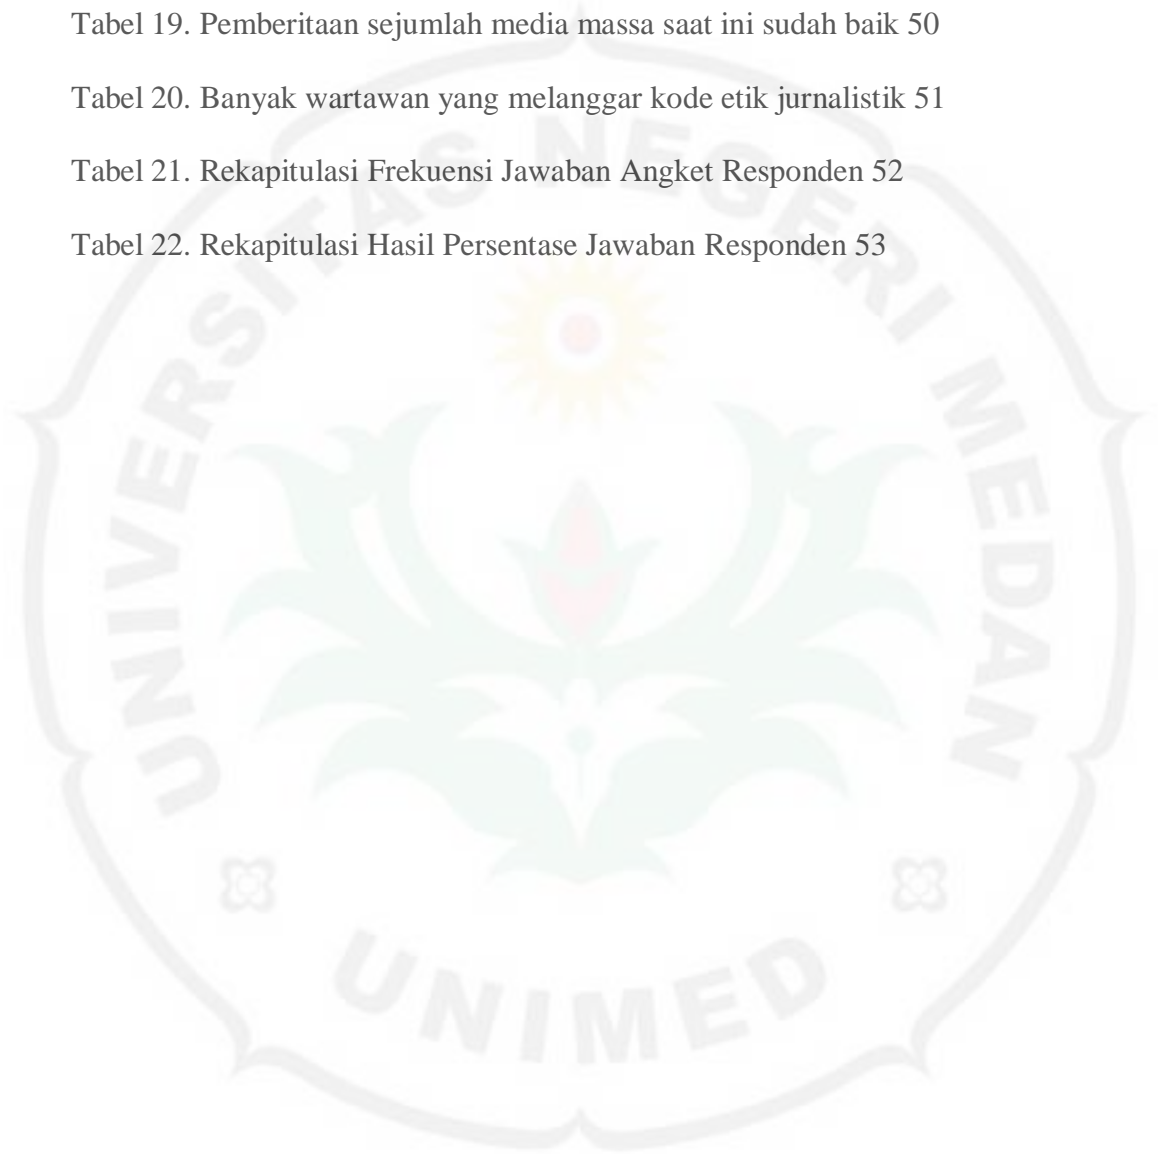 Tabel 19. Pemberitaan sejumlah media massa saat ini sudah baik 50
Tabel 20. Banyak wartawan yang melanggar kode etik jurnalistik 51
Tabel 21. Rekapitulasi Frekuensi Jawaban Angket Responden 52
Tabel 22. Rekapitulasi Hasil Persentase Jawaban Responden 53
UNIVERSITAS NEGERI MEDAN
UNIMED